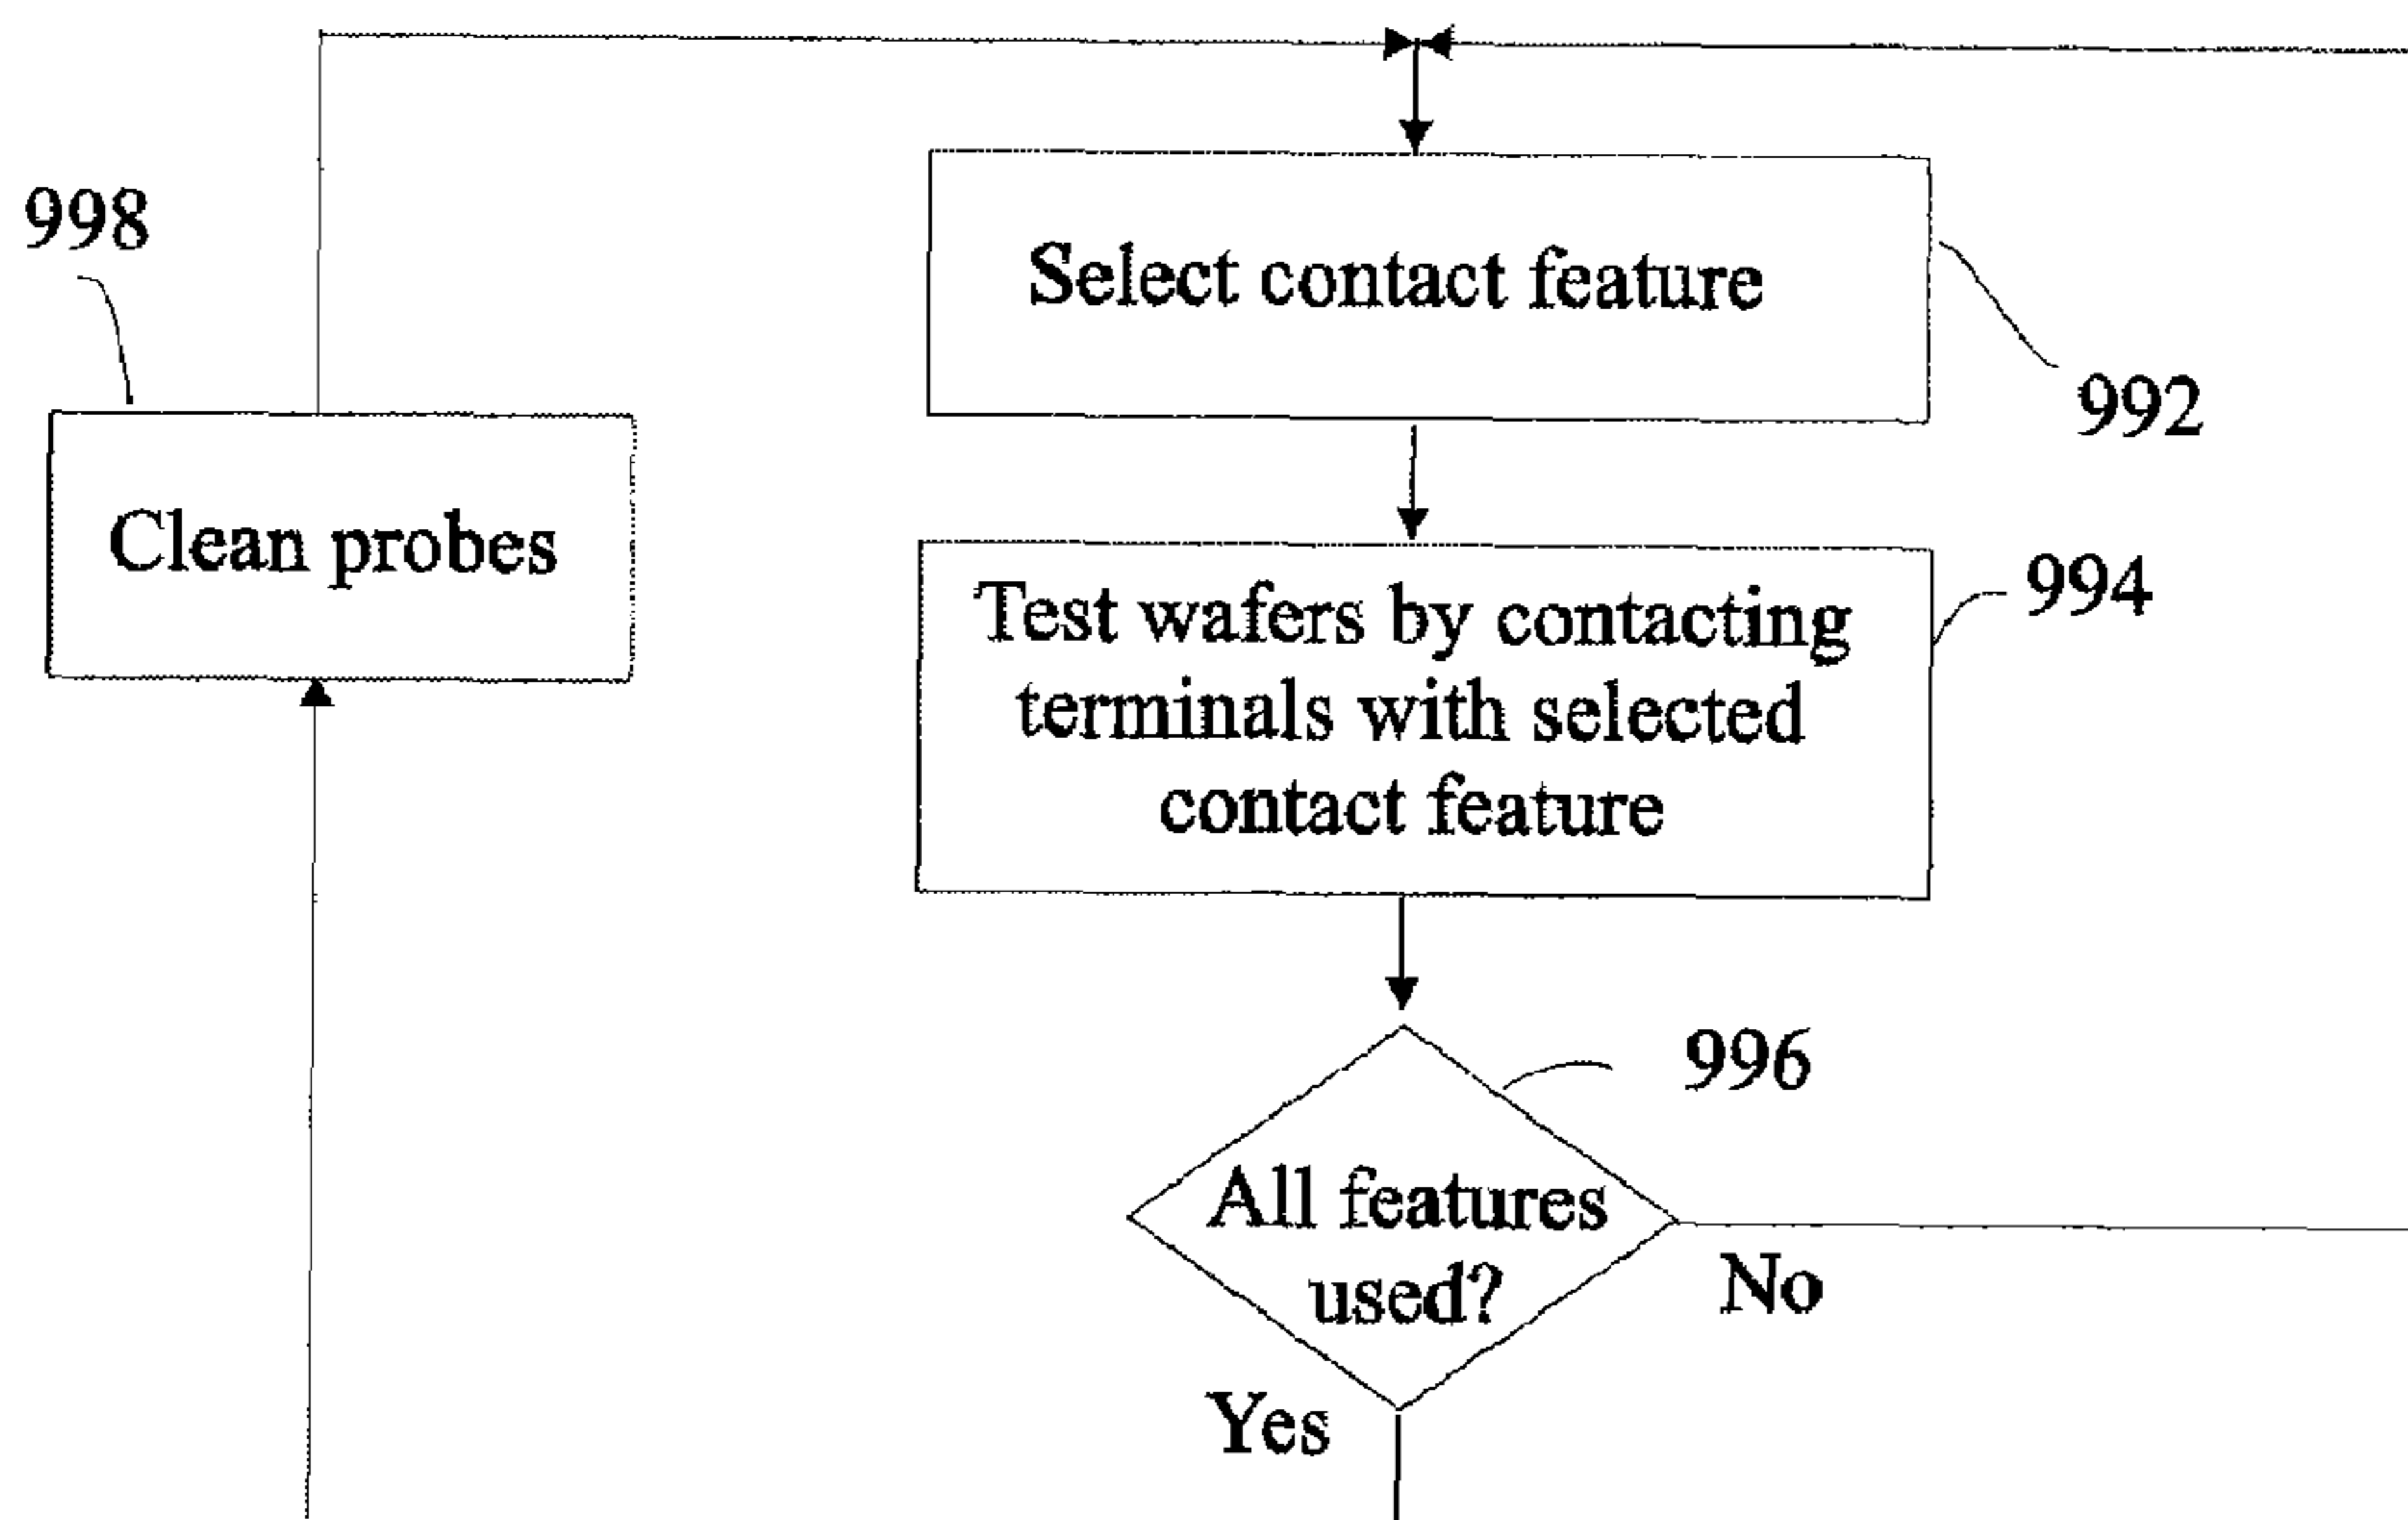 998
Select contact feature
992
Clean probes
Test wafers by contacting
terminals with selected
contact feature
994
996
All features
used?
No
Yes